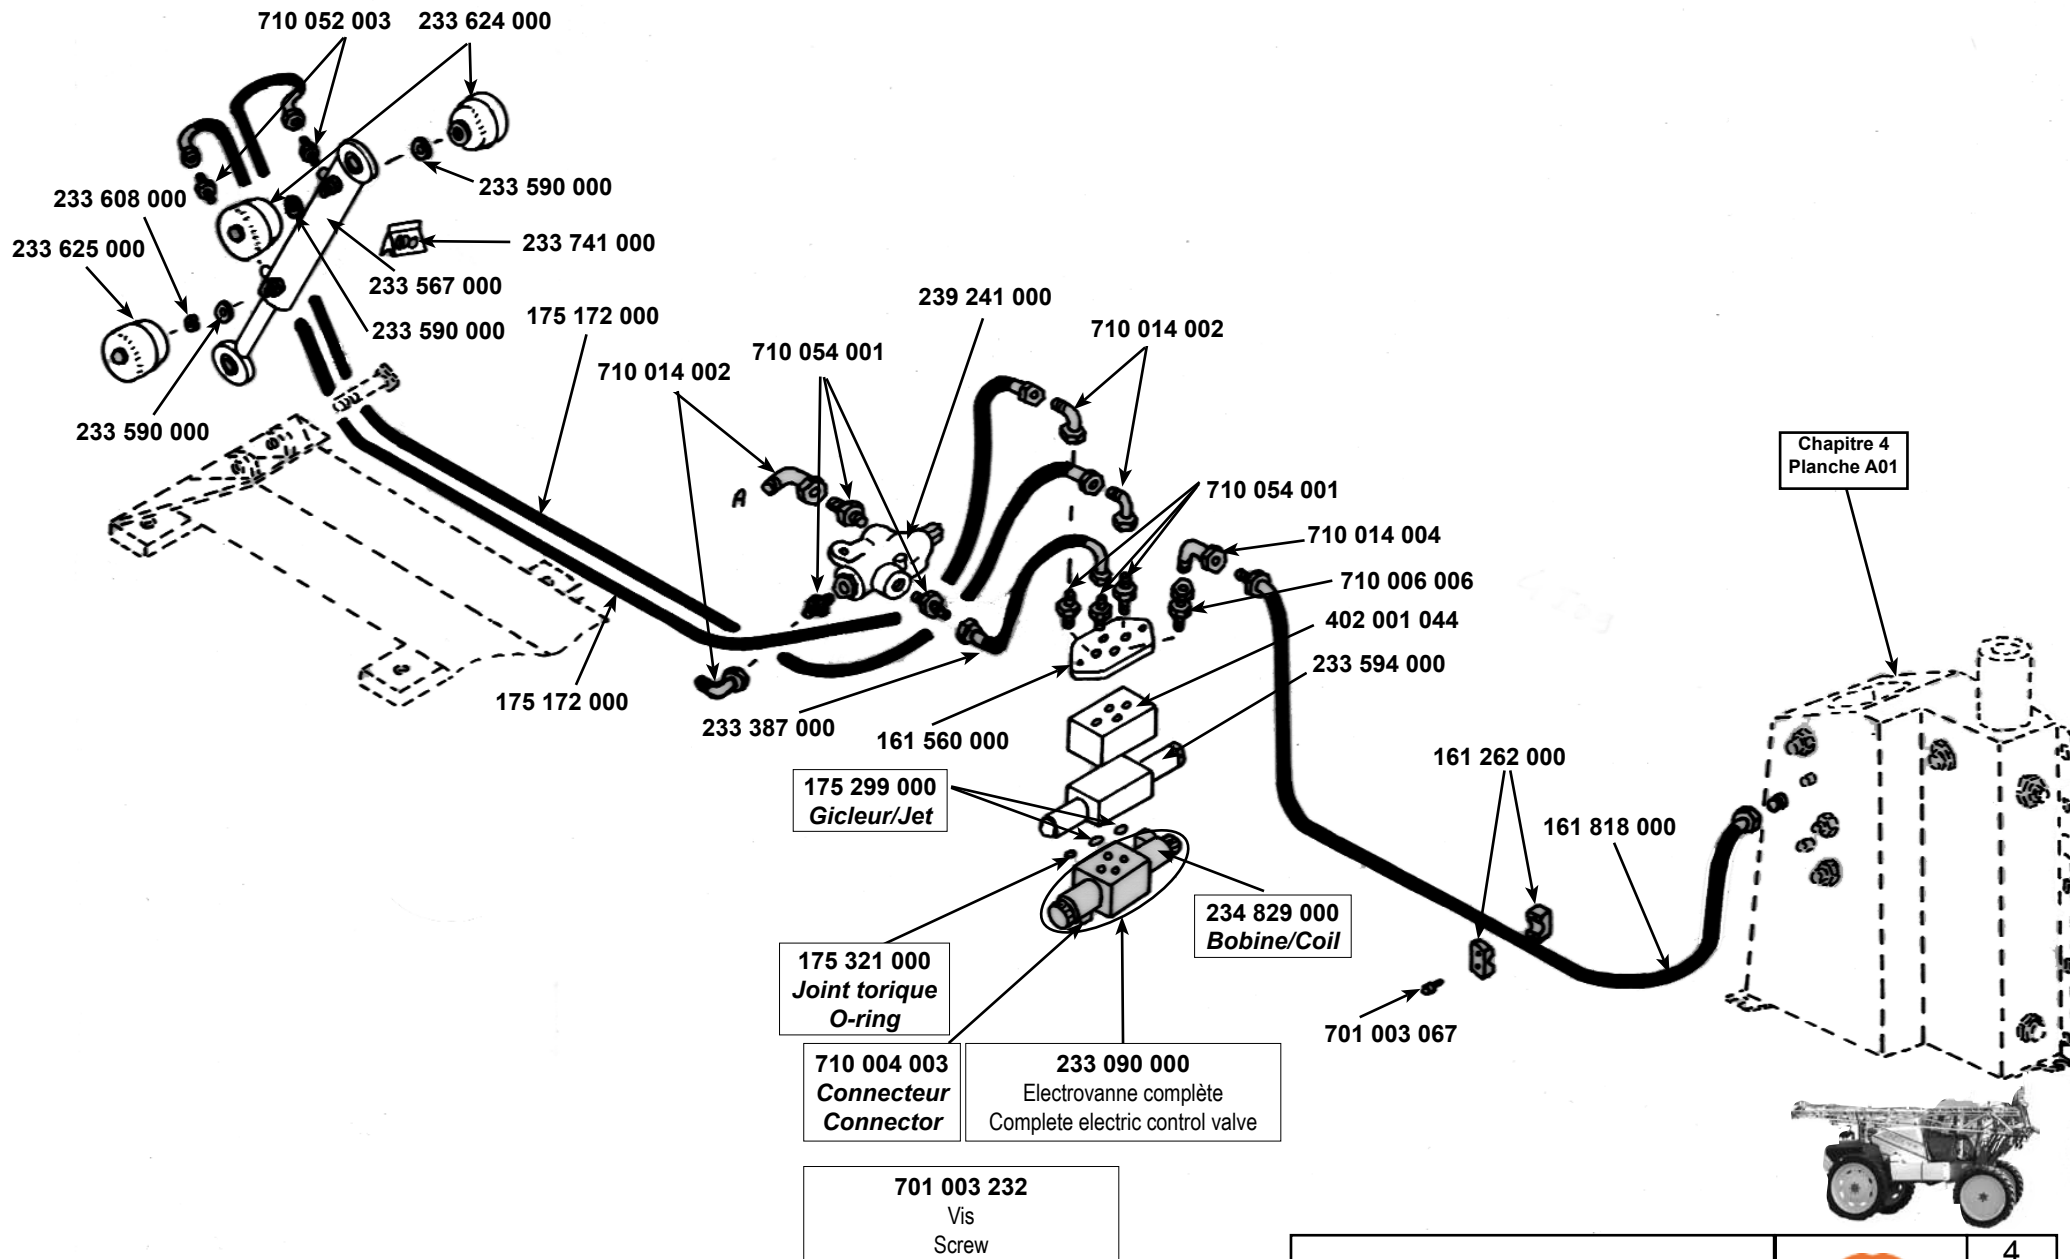 710 052 003
233 624 000
233 590 000
233 608 000
233 741 000
233 625 000
233 567 000
239 241 000
175 172 000
233 590 000
710 014 002
710 054 001
710 014 002
233 590 000
Chapitre 4
Planche A01
A
710 054 001
710 014 004
710 006 006
402 001 044
233 594 000
175 172 000
233 387 000
161 560 000
161 262 000
175 299 000
Gicleur/Jet
161 818 000
234 829 000
Bobine/Coil
175 321 000
Joint torique
O-ring
701 003 067
710 004 003
Connecteur
Connector
233 090 000
Electrovanne complète
Complete electric control valve
701 003 232
Vis
Screw
4